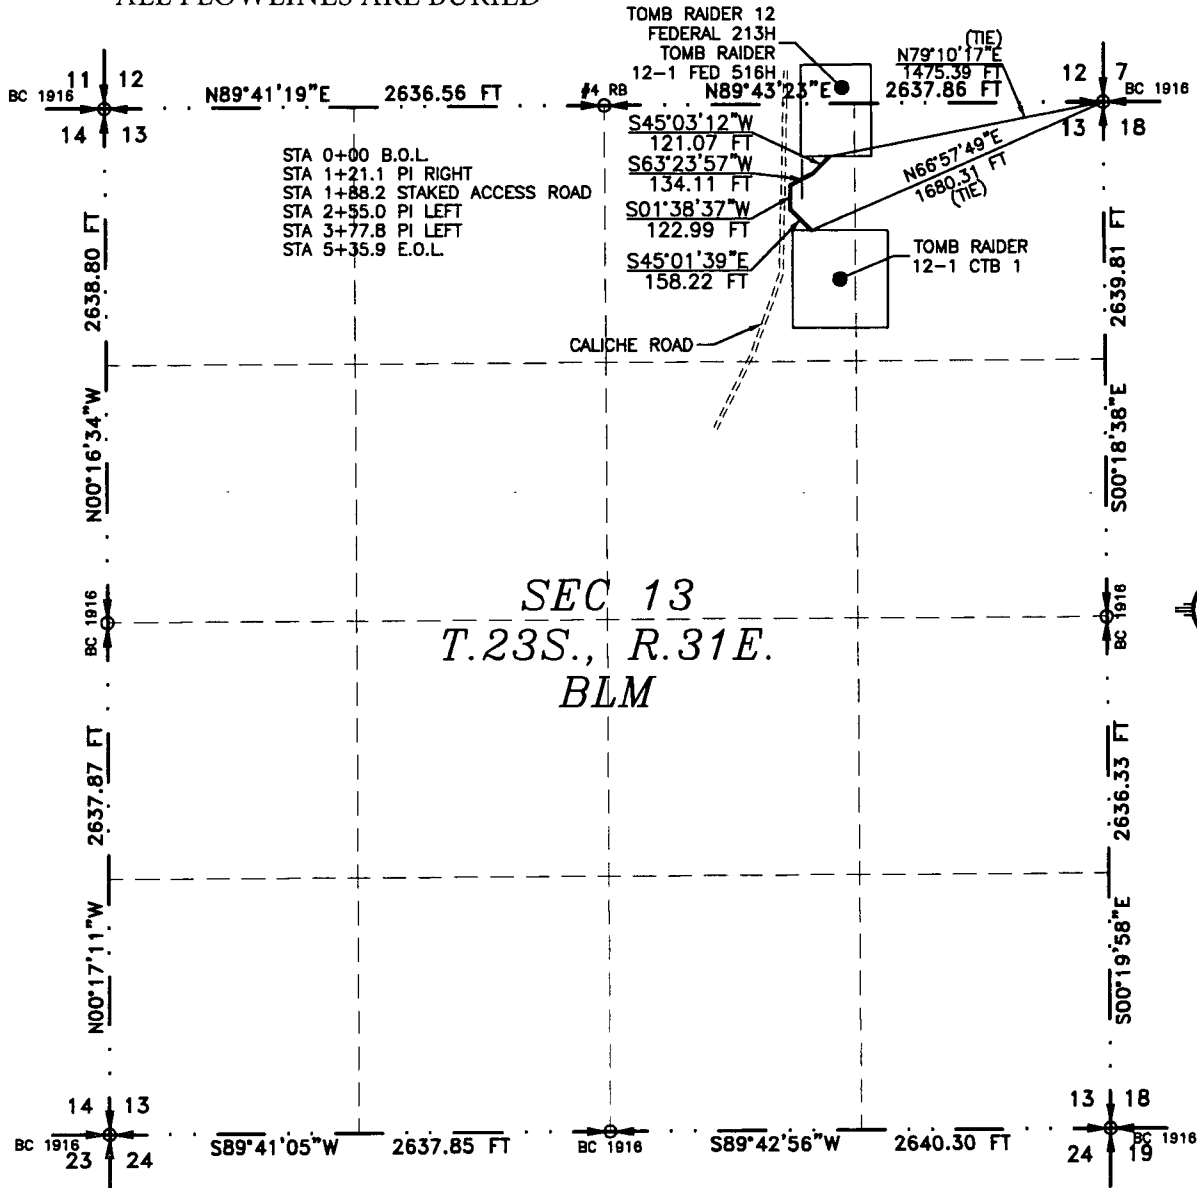 ALL FLOWLINES ARE BURIED
TOMB RAIDER 12
FEDERAL 213H
TOMB RAIDER
12-1 FED 516H
(TIE)
N79°10'17"E
1475.39 FT
11 12
BC 1916
14 13
N89°41'19"E 2636.56 FT
#4 RB
N89°43'23"E 2637.86 FT
12 7
BC 1916
13 18
STA 0+00 B.O.L.
STA 1+21.1 PI RIGHT
STA 1+88.2 STAKED ACCESS ROAD
STA 2+55.0 PI LEFT
STA 3+77.8 PI LEFT
STA 5+35.9 E.O.L.
S45°03'12"W
121.07 FT
S63°23'57"W
134.11 FT
S01°38'37"W
122.99 FT
S45°01'39"E
158.22 FT
N66°57'49"E
1680.31 FT
(TIE)
TOMB RAIDER
12-1 CTB 1
CALICHE ROAD
2638.80 FT
N00°16'34"W
2639.81 FT
S00°18'38"E
BC 1916
SEC 13
T.23S., R.31E.
BLM
BC 1916
2637.87 FT
N00°17'11"W
2636.33 FT
S00°19'58"E
14 13
BC 1916
23 24
S89°41'05"W 2637.85 FT
BC 1916
S89°42'56"W 2640.30 FT
13 18
BC 1916
24 19